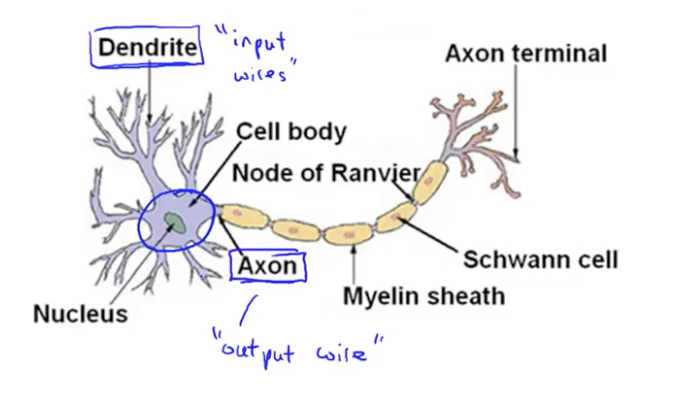 Dendrite
"input
wires"
Axon terminal
Cell body
Node of Ranvier
Axon
Schwann cell
Myelin sheath
Nucleus
"output wire"